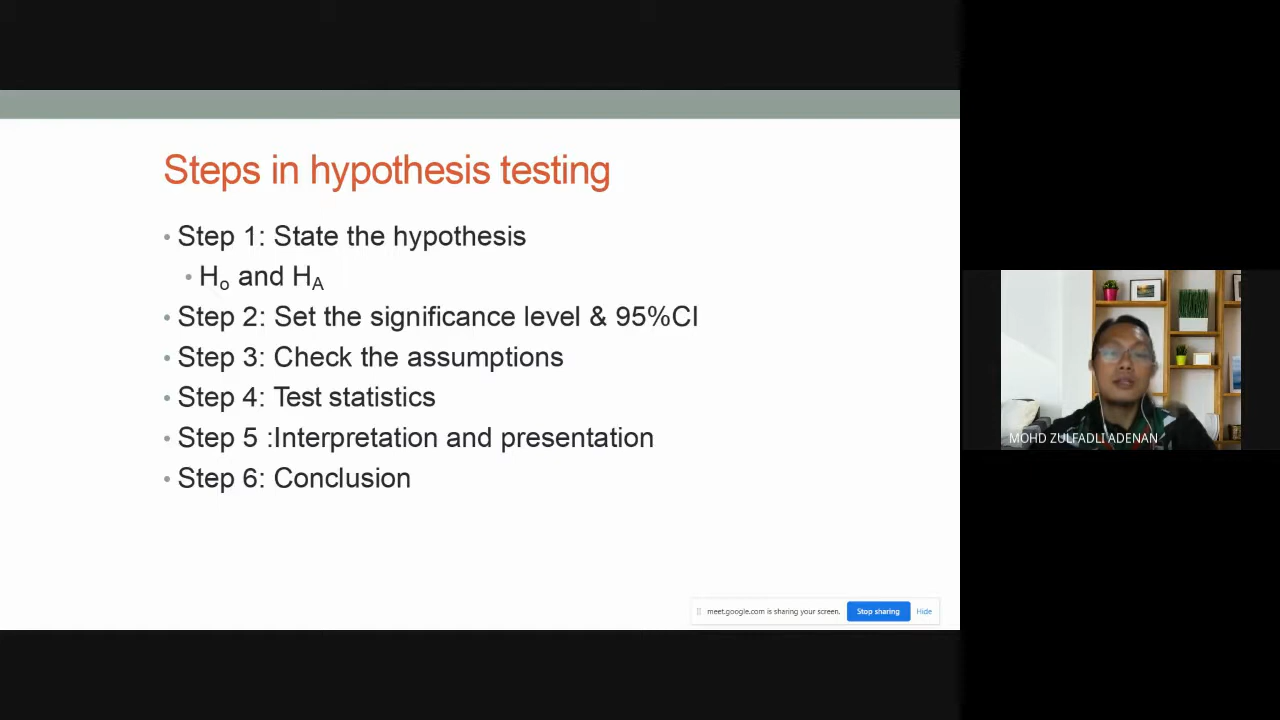 Steps in hypothesis testing
• Step 1: State the hypothesis
• Ho and HA
• Step 2: Set the significance level & 95%CI
• Step 3: Check the assumptions
• Step 4: Test statistics
• Step 5 :Interpretation and presentation
• Step 6: Conclusion
meet.google.com is sharing your screen. Stop sharing Hide
MOHD ZULFADLI ADENAN